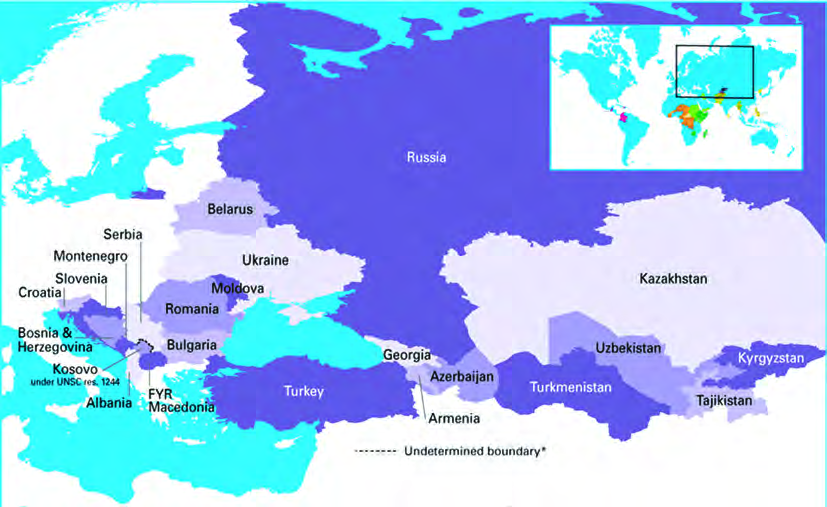 Russia
Belarus
Serbia
Montenegro
Ukraine
Slovenia
Moldova
Kazakhstan
Croatia
Romania
Bosnia &
Herzegovina
Bulgaria
Georgia
Uzbekistan
Kyrgyzstan
Kosovo
under UNSC res. 1244
Azerbaijan
Turkey
Turkmenistan
Albania
FYR
Macedonia
Tajikistan
Armenia
Undetermined boundary*